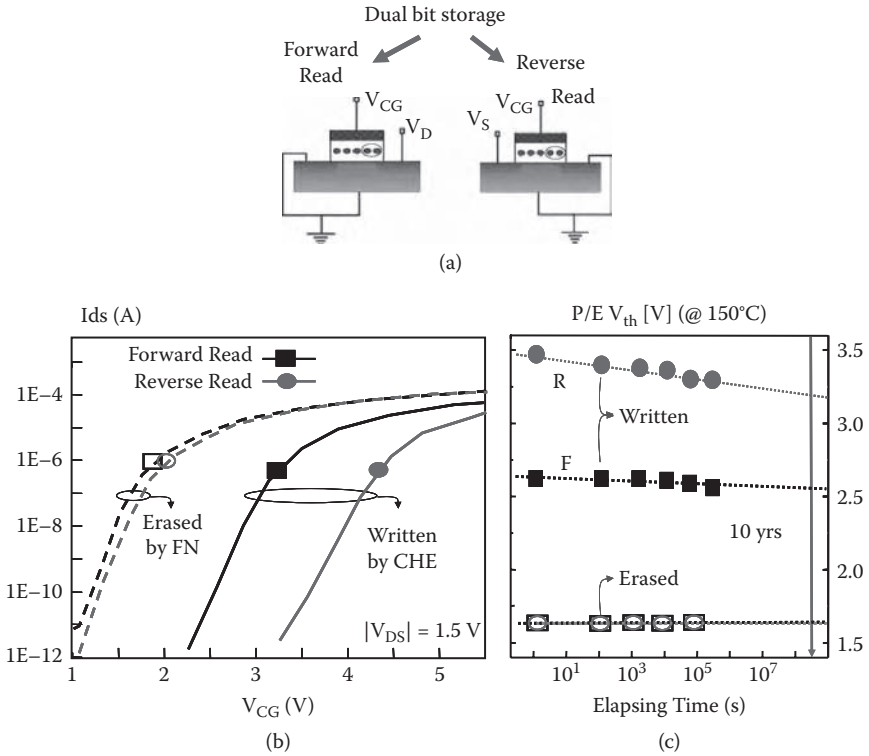 Dual bit storage
Forward
Read
Reverse
Read
V_CG
V_D
V_CG
V_S
(a)
Ids (A)
Forward Read
Reverse Read
1E−4
1E−6
1E−8
1E−10
1E−12
Erased
by FN
Written
by CHE
|V_DS| = 1.5 V
1
2
3
4
5
V_CG (V)
(b)
P/E V_th [V] (@ 150°C)
3.5
3.0
2.5
2.0
1.5
R
Written
F
10 yrs
Erased
10^1
10^3
10^5
10^7
Elapsing Time (s)
(c)